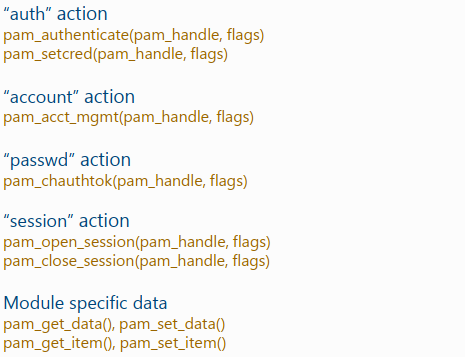 “auth” action
pam_authenticate(pam_handle, flags)
pam_setcred(pam_handle, flags)
“account” action
pam_acct_mgmt(pam_handle, flags)
“passwd” action
pam_chauthtok(pam_handle, flags)
“session” action
pam_open_session(pam_handle, flags)
pam_close_session(pam_handle, flags)
Module specific data
pam_get_data(), pam_set_data()
pam_get_item(), pam_set_item()